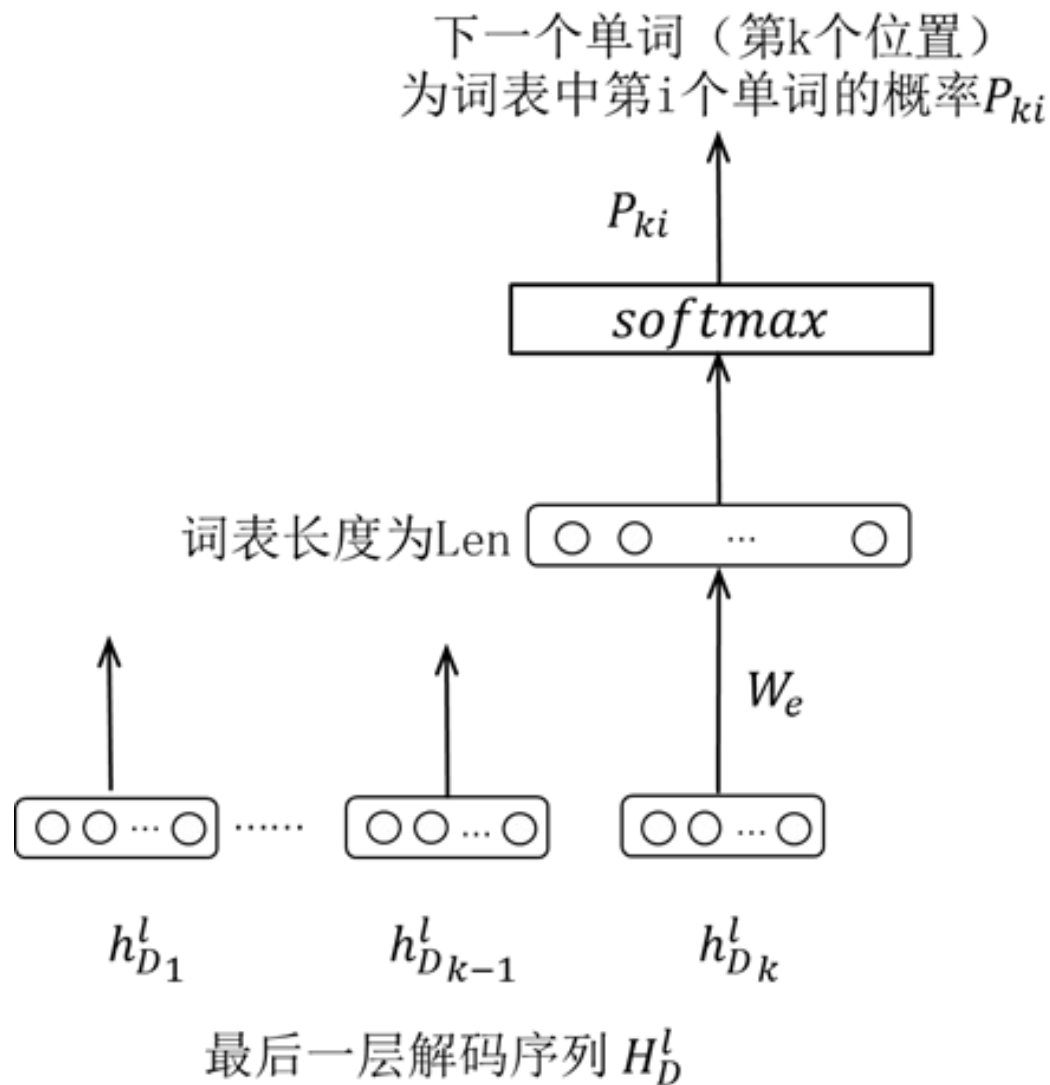 下一个单词（第k个位置）
为词表中第i个单词的概率P_{ki}
P_{ki}
softmax
词表长度为Len ○ ○ … ○
W_e
○ ○ … ○ …… ○ ○ … ○ ○ ○ … ○
h^l_{D_1} h^l_{D_{k-1}} h^l_{D_k}
最后一层解码序列 H^l_D